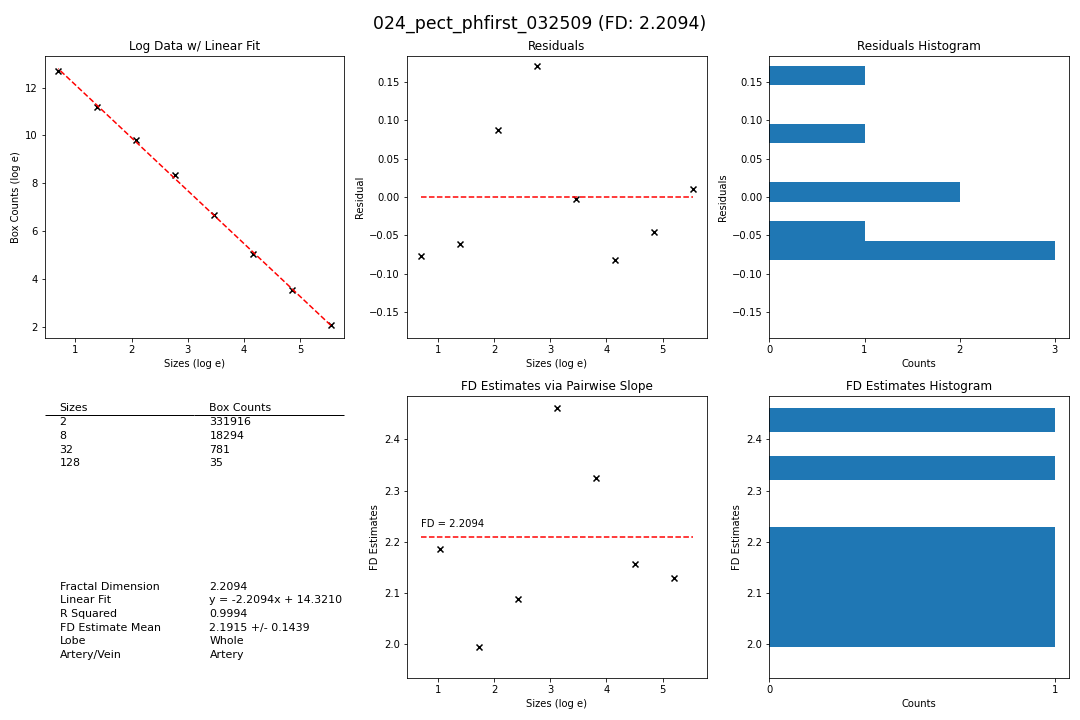 024_pect_phfirst_032509 (FD: 2.2094)
Log Data w/ Linear Fit
Residuals
Residuals Histogram
12
10
8
6
4
2
Box Counts (log e)
1 2 3 4 5
Sizes (log e)
0.15
0.10
0.05
0.00
−0.05
−0.10
−0.15
Residual
1 2 3 4 5
Sizes (log e)
0.15
0.10
0.05
0.00
−0.05
−0.10
−0.15
Residuals
0 1 2 3
Counts
Sizes Box Counts
2 331916
8 18294
32 781
128 35
Fractal Dimension 2.2094
Linear Fit y = -2.2094x + 14.3210
R Squared 0.9994
FD Estimate Mean 2.1915 +/- 0.1439
Lobe Whole
Artery/Vein Artery
FD Estimates via Pairwise Slope
2.4
2.3
2.2
2.1
2.0
FD Estimates
FD = 2.2094
1 2 3 4 5
Sizes (log e)
FD Estimates Histogram
2.4
2.3
2.2
2.1
2.0
FD Estimates
0 1
Counts